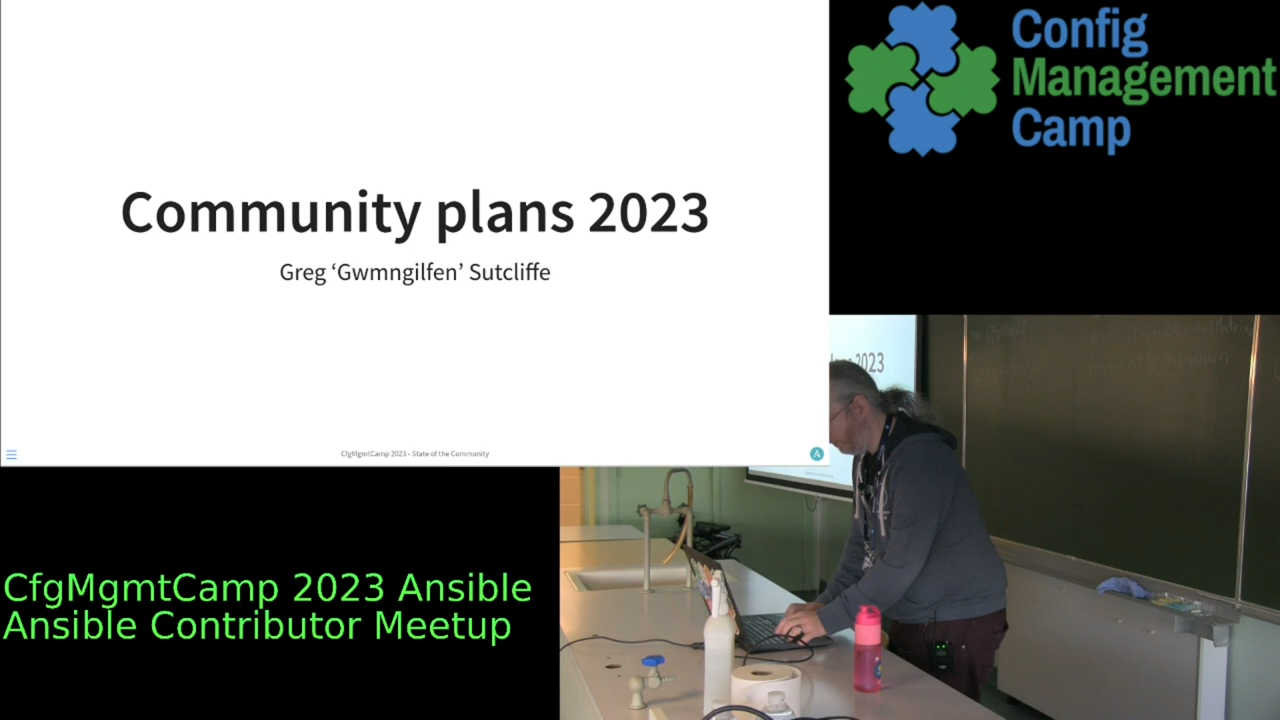 Community plans 2023
Greg ‘Gwmngilfen’ Sutcliffe
CfgMgmtCamp 2023 - State of the Community
A
Config
Management
Camp
2023
CfgMgmtCamp 2023 Ansible
Ansible Contributor Meetup